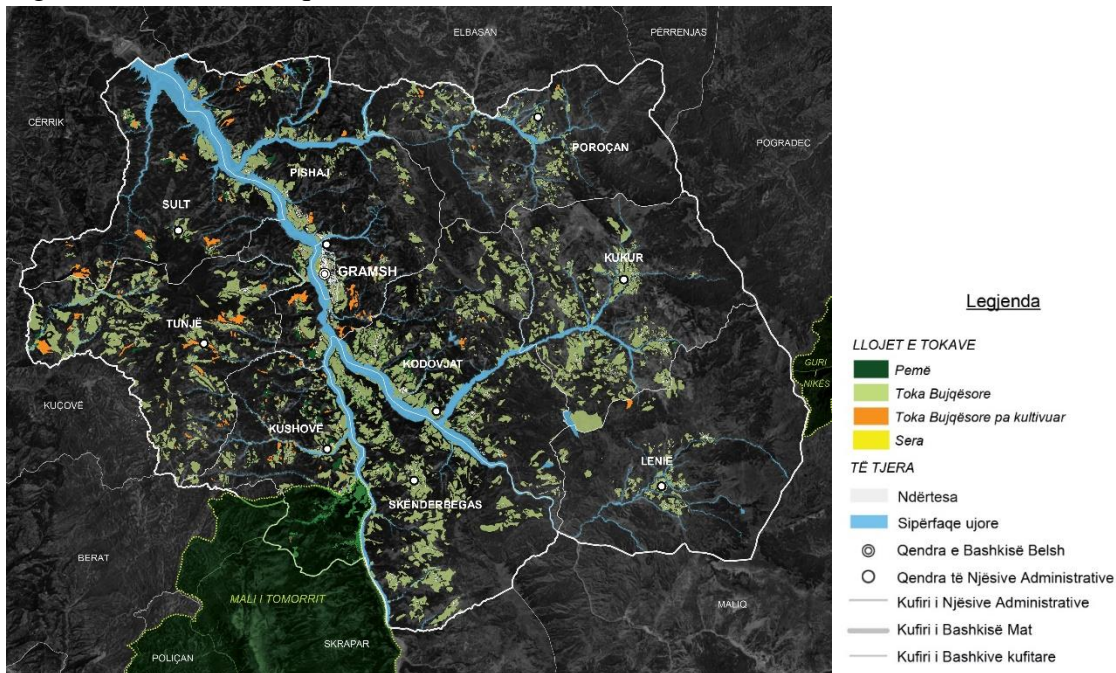 ELBASAN
PËRRENJAS
CËRRIK
POGRADEC
POROÇAN
PISHAJ
SULT
GRAMSH
KUKUR
TUNJË
KODOVJAT
GURI I NIKËS
KUÇOVË
KUSHOVË
LENIE
SKËNDERBEGAS
BERAT
MALI I TOMORRIT
MALIQ
SKRAPAR
POLIÇAN
Legjenda
LLOJET E TOKAVE
Pemë
Toka Bujqësore
Toka Bujqësore pa kultivuar
Sera
TË TJERA
Ndërtesa
Sipërfaqe ujore
Qendra e Bashkisë Belsh
Qendra të Njësive Administrative
Kufiri i Njësive Administrative
Kufiri i Bashkisë Mat
Kufiri i Bashkive kufitare